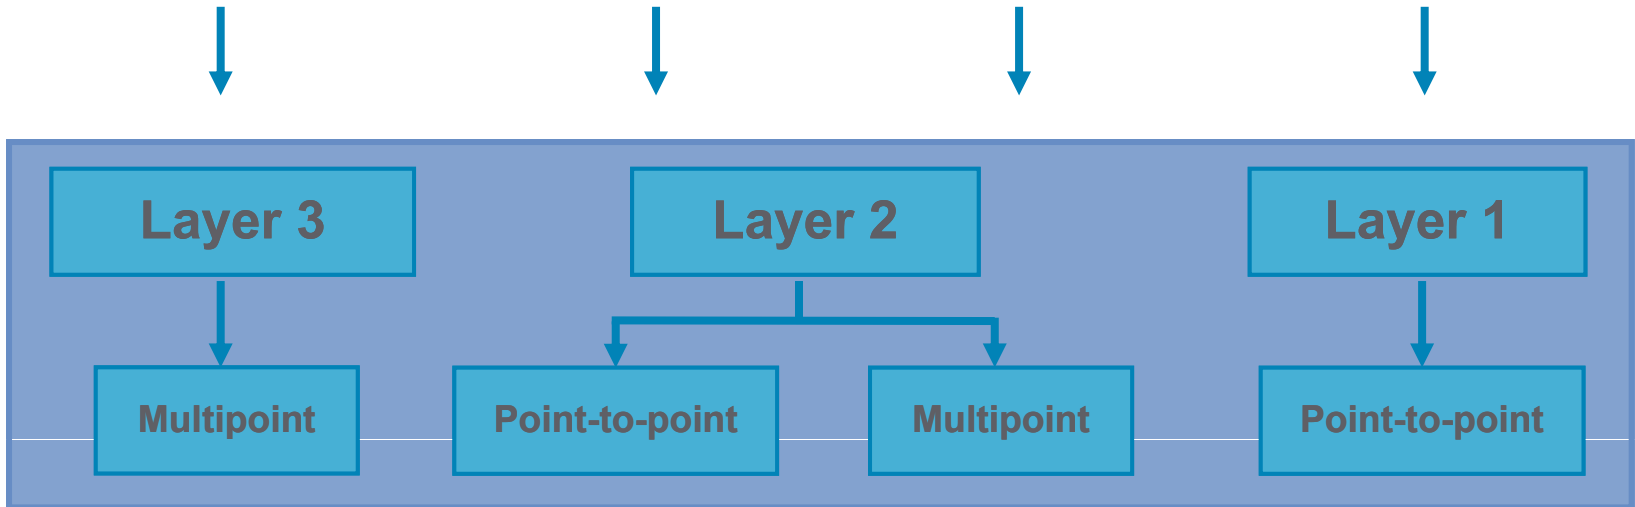 Layer 3
Layer 2
Layer 1
Multipoint
Point-to-point
Multipoint
Point-to-point